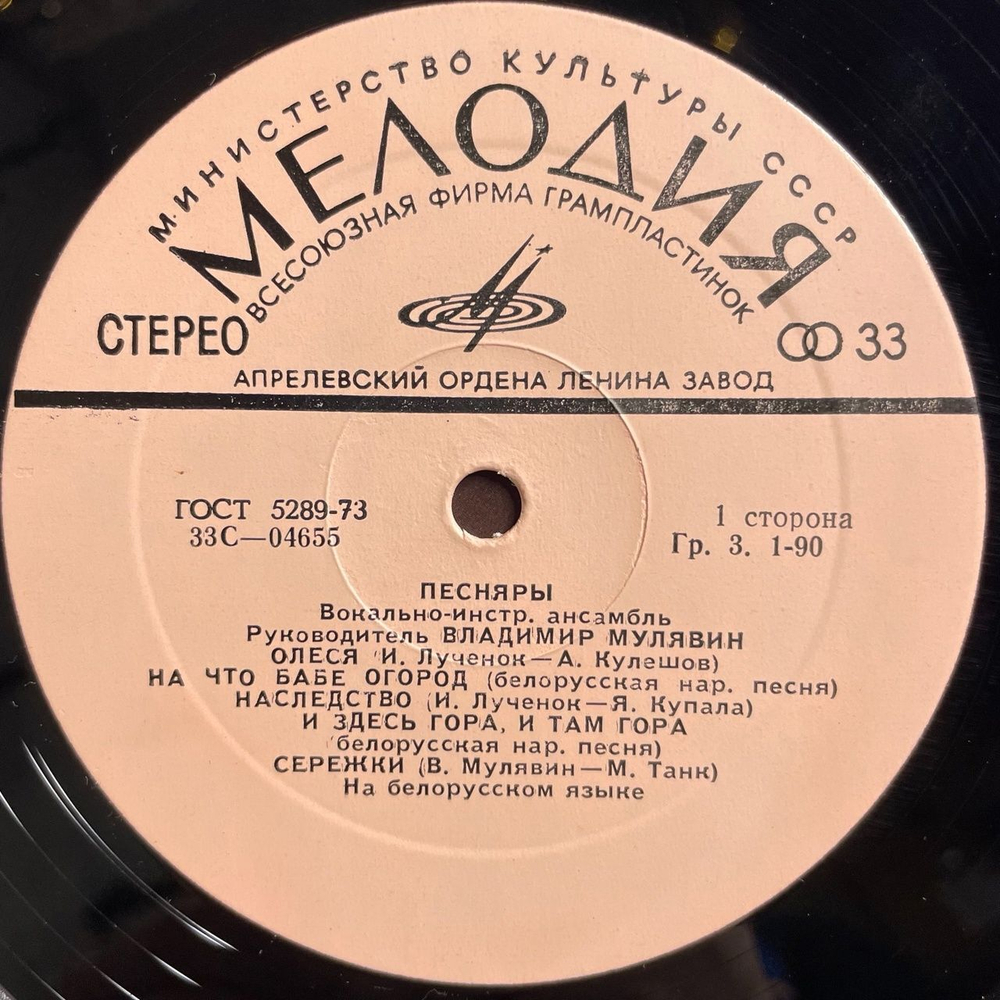 МИНИСТЕРСТВО КУЛЬТУРЫ СССР
МЕЛОДИЯ
ВСЕСОЮЗНАЯ ФИРМА ГРАМПЛАСТИНОК
СТЕРЕО
33
АПРЕЛЕВСКИЙ ОРДЕНА ЛЕНИНА ЗАВОД
ГОСТ 5289-73
33С—04655
1 сторона
Гр. 3. 1-90
ПЕСНЯРЫ
Вокально-инстр. ансамбль
Руководитель ВЛАДИМИР МУЛЯВИН
ОЛЕСЯ (И. Лученок—А. Кулешов)
НА ЧТО БАБЕ ОГОРОД (белорусская нар. песня)
НАСЛЕДСТВО (И. Лученок—Я. Купала)
И ЗДЕСЬ ГОРА, И ТАМ ГОРА
(белорусская нар. песня)
СЕРЕЖКИ (В. Мулявин—М. Танк)
На белорусском языке